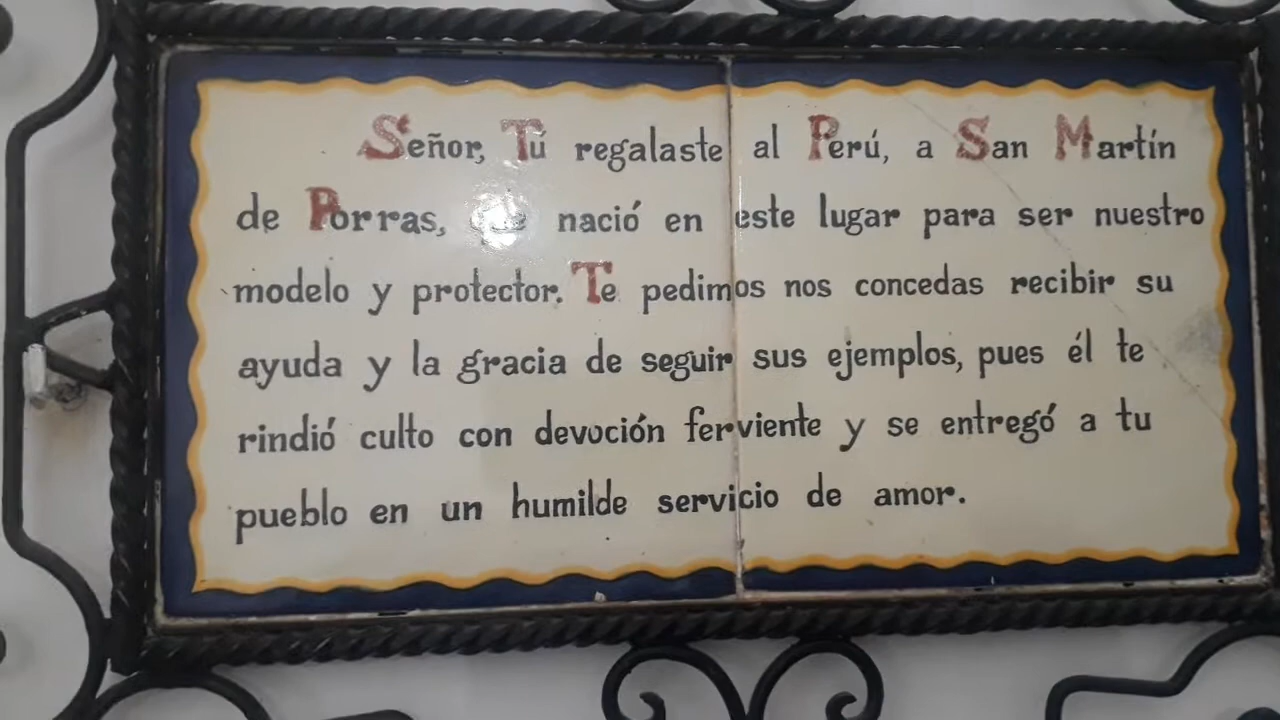 Señor, Tú regalaste al Perú, a San Martín
de Porras, que nació en este lugar para ser nuestro
modelo y protector. Te pedimos nos concedas recibir su
ayuda y la gracia de seguir sus ejemplos, pues él te
rindió culto con devoción ferviente y se entregó a tu
pueblo en un humilde servicio de amor.